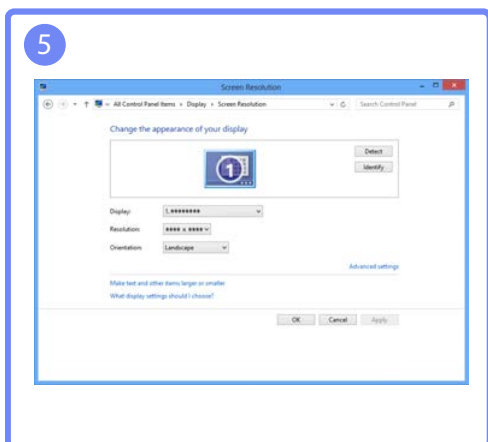 5
Screen Resolution
All Control Panel Items Display Screen Resolution
Search Control Panel
Change the appearance of your display
1
Detect
Identify
Display: 1.********
Resolution: **** x ****
Orientation: Landscape
Advanced settings
Make text and other items larger or smaller
What display settings should I choose?
OK Cancel Apply